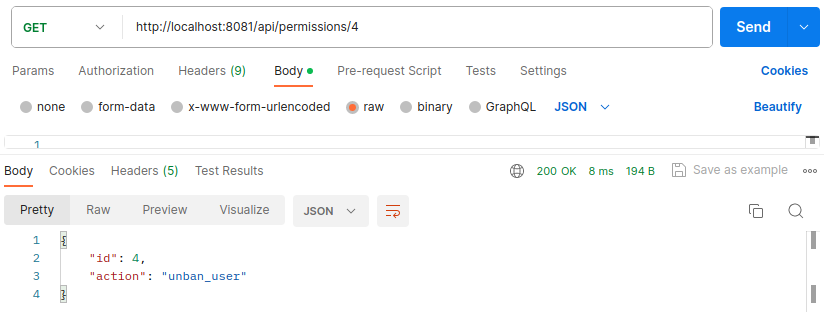 GET http://localhost:8081/api/permissions/4 Send
Params Authorization Headers (9) Body Pre-request Script Tests Settings Cookies
none form-data x-www-form-urlencoded raw binary GraphQL JSON Beautify
1
Body Cookies Headers (5) Test Results 200 OK 8 ms 194 B Save as example
Pretty Raw Preview Visualize JSON
1 {
2 "id": 4,
3 "action": "unban_user"
4 }